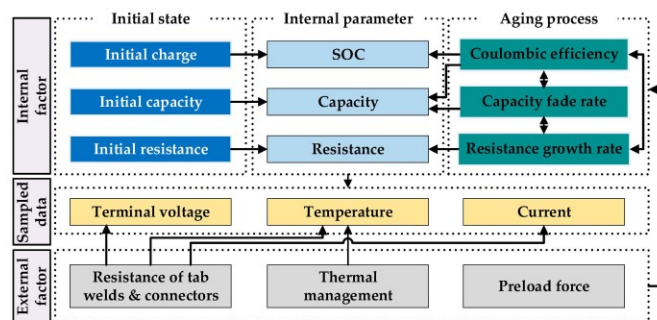 Initial state
Internal parameter
Aging process
Internal
factor
Initial charge
SOC
Coulombic efficiency
Initial capacity
Capacity
Capacity fade rate
Initial resistance
Resistance
Resistance growth rate
Sampled
data
Terminal voltage
Temperature
Current
External
factor
Resistance of tab
welds & connectors
Thermal
management
Preload force